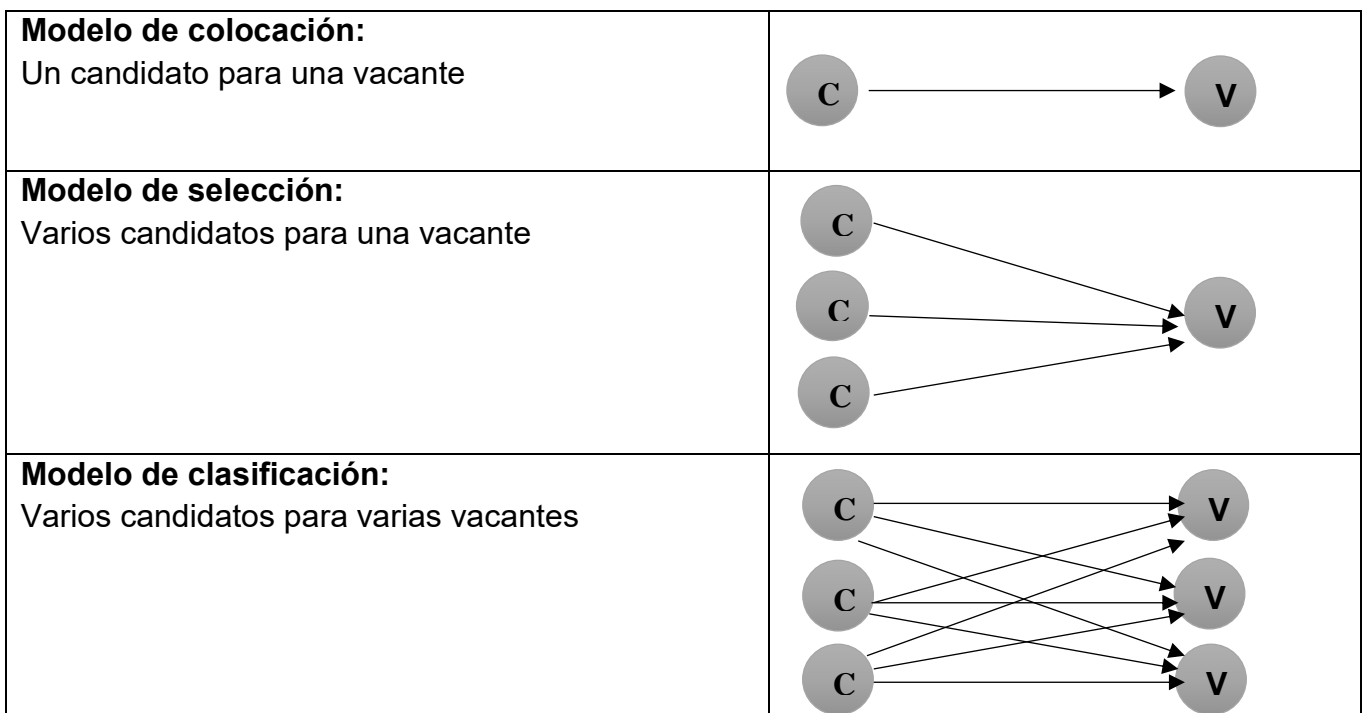 Modelo de colocación:
Un candidato para una vacante
C
V
Modelo de selección:
Varios candidatos para una vacante
C
C
V
C
Modelo de clasificación:
Varios candidatos para varias vacantes
C
V
C
V
C
V